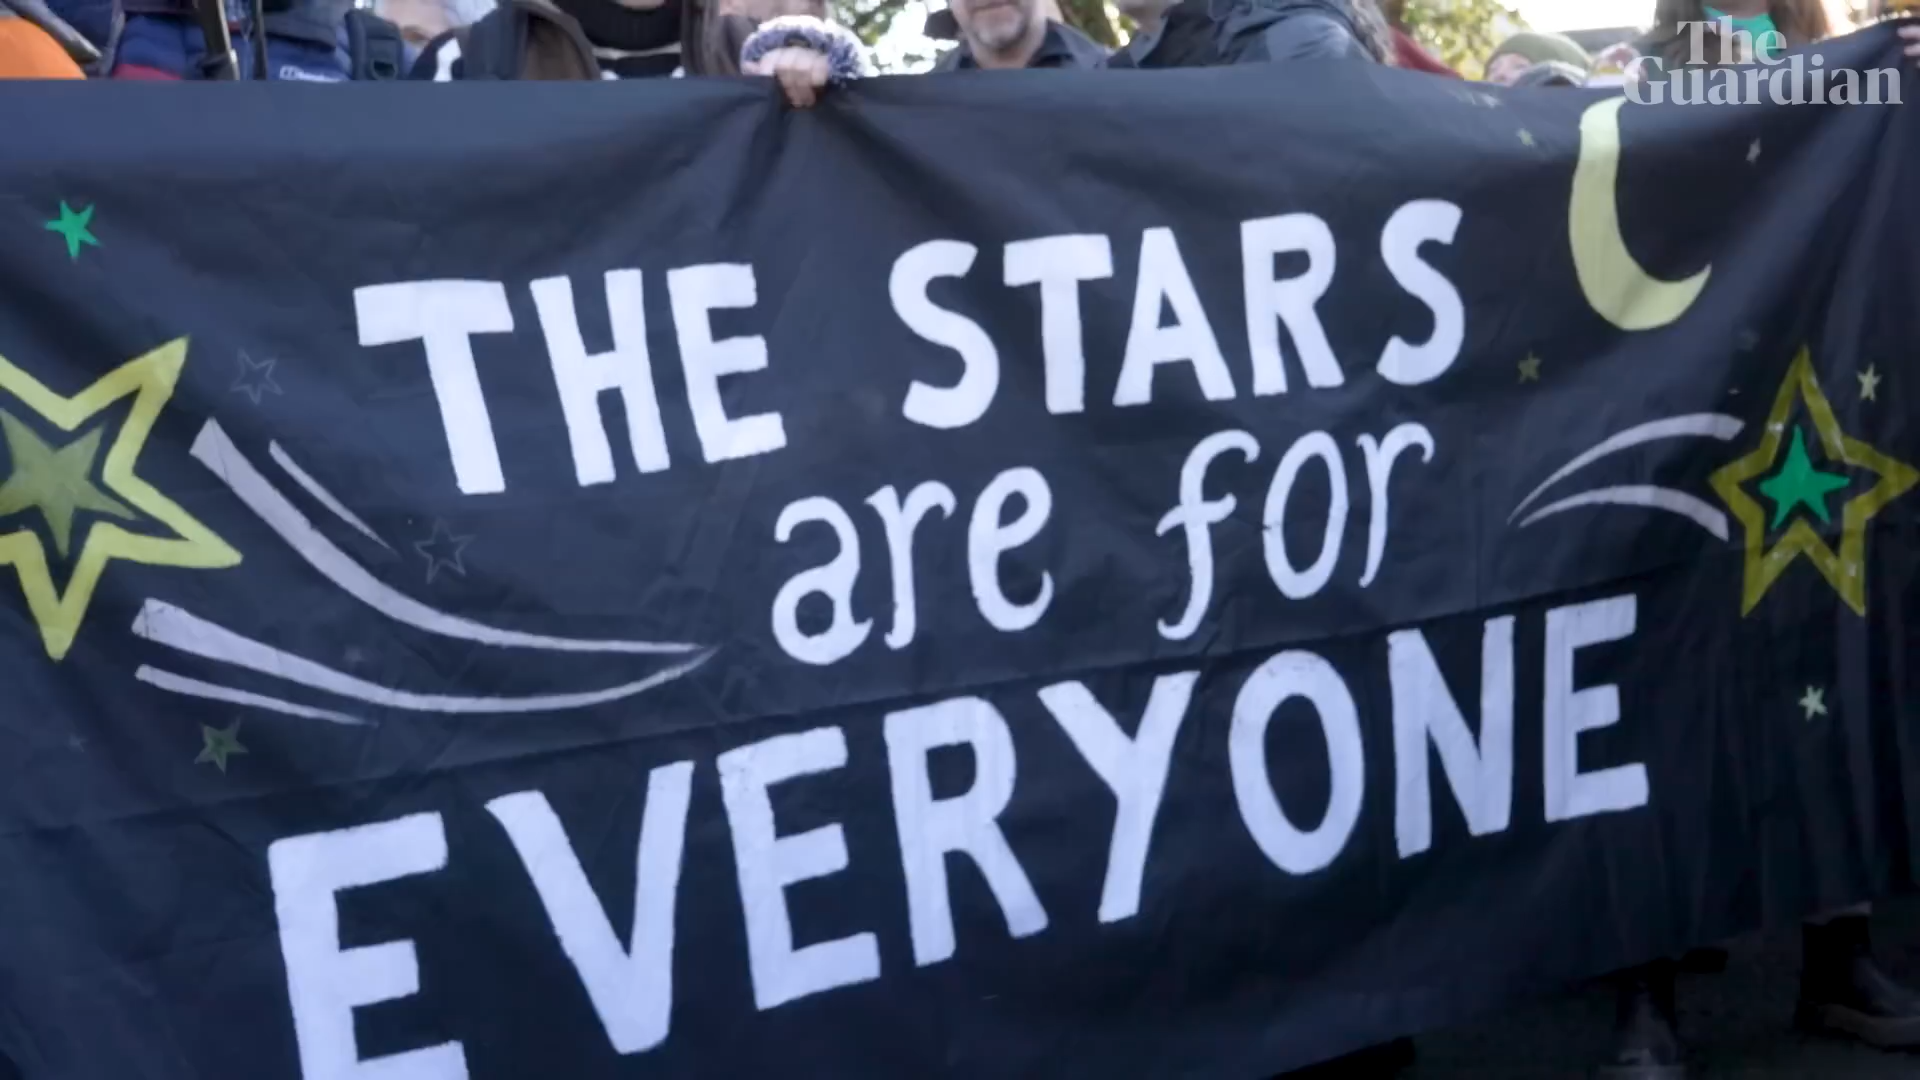 The
Guardian
THE STARS
are for
EVERYONE